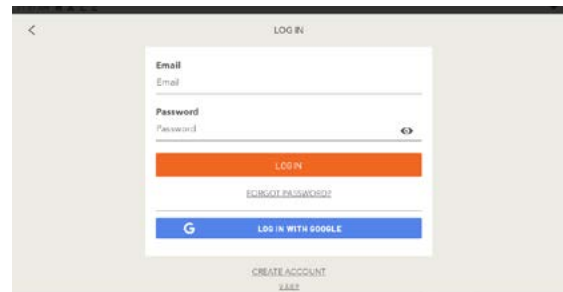 LOG IN
Email
Email
Password
Password
LOG IN
FORGOT PASSWORD?
G
LOG IN WITH GOOGLE
CREATE ACCOUNT